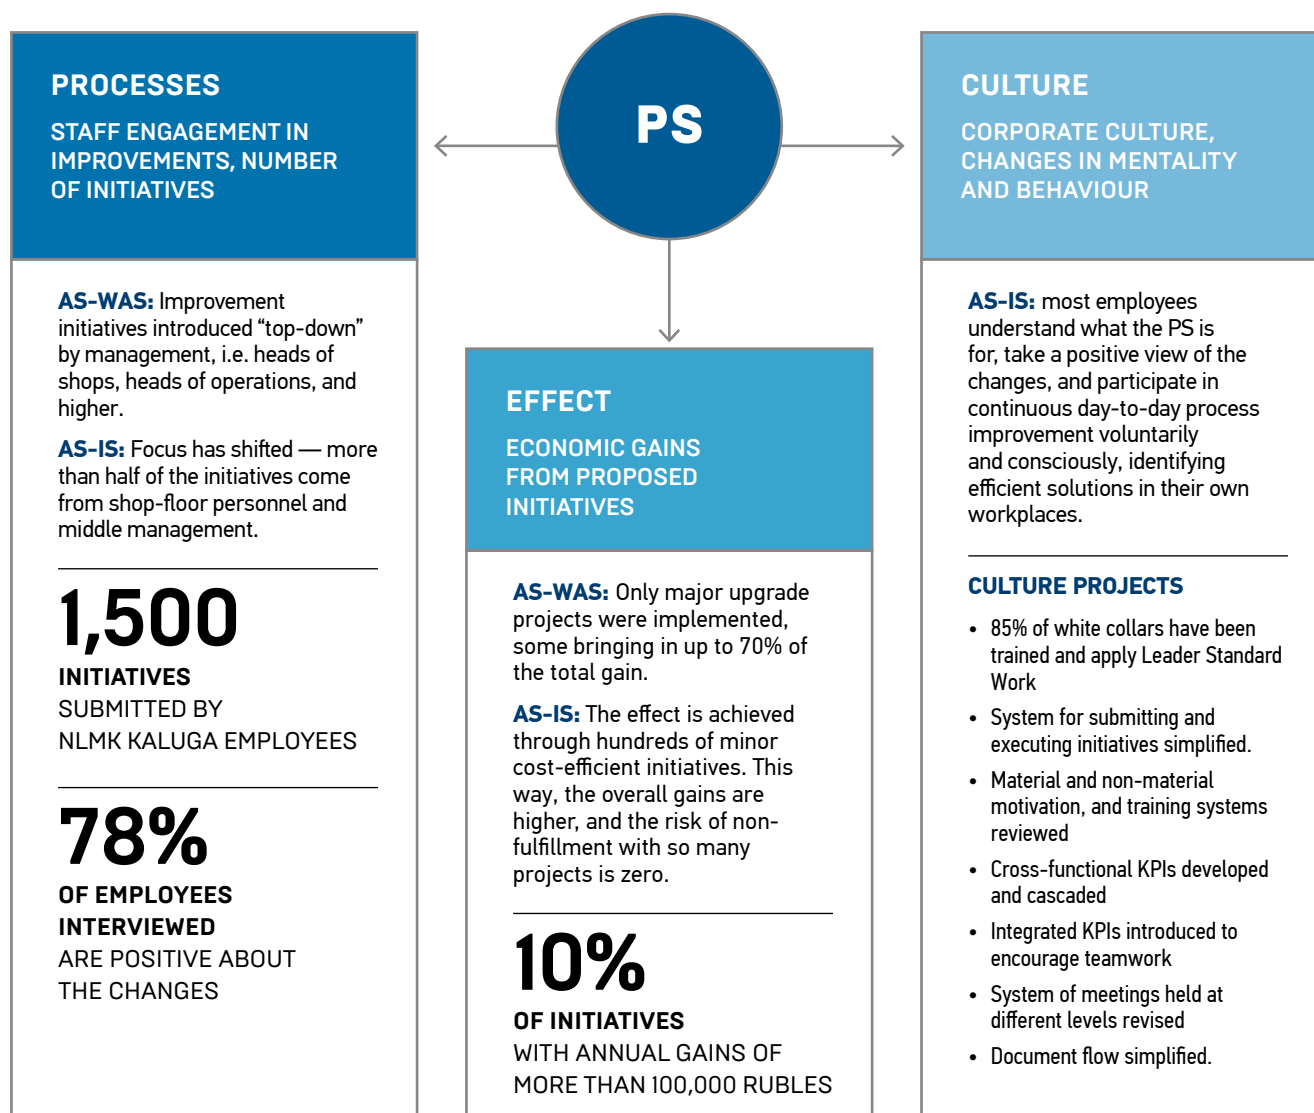 PS
PROCESSES
STAFF ENGAGEMENT IN
IMPROVEMENTS, NUMBER
OF INITIATIVES
AS-WAS: Improvement
initiatives introduced “top-down”
by management, i.e. heads of
shops, heads of operations, and
higher.
AS-IS: Focus has shifted — more
than half of the initiatives come
from shop-floor personnel and
middle management.
1,500
INITIATIVES
SUBMITTED BY
NLMK KALUGA EMPLOYEES
78%
OF EMPLOYEES
INTERVIEWED
ARE POSITIVE ABOUT
THE CHANGES
EFFECT
ECONOMIC GAINS
FROM PROPOSED
INITIATIVES
AS-WAS: Only major upgrade
projects were implemented,
some bringing in up to 70% of
the total gain.
AS-IS: The effect is achieved
through hundreds of minor
cost-efficient initiatives. This
way, the overall gains are
higher, and the risk of non-
fulfillment with so many
projects is zero.
10%
OF INITIATIVES
WITH ANNUAL GAINS OF
MORE THAN 100,000 RUBLES
CULTURE
CORPORATE CULTURE,
CHANGES IN MENTALITY
AND BEHAVIOUR
AS-IS: most employees
understand what the PS is
for, take a positive view of the
changes, and participate in
continuous day-to-day process
improvement voluntarily
and consciously, identifying
efficient solutions in their own
workplaces.
CULTURE PROJECTS
• 85% of white collars have been
trained and apply Leader Standard
Work
• System for submitting and
executing initiatives simplified.
• Material and non-material
motivation, and training systems
reviewed
• Cross-functional KPIs developed
and cascaded
• Integrated KPIs introduced to
encourage teamwork
• System of meetings held at
different levels revised
• Document flow simplified.